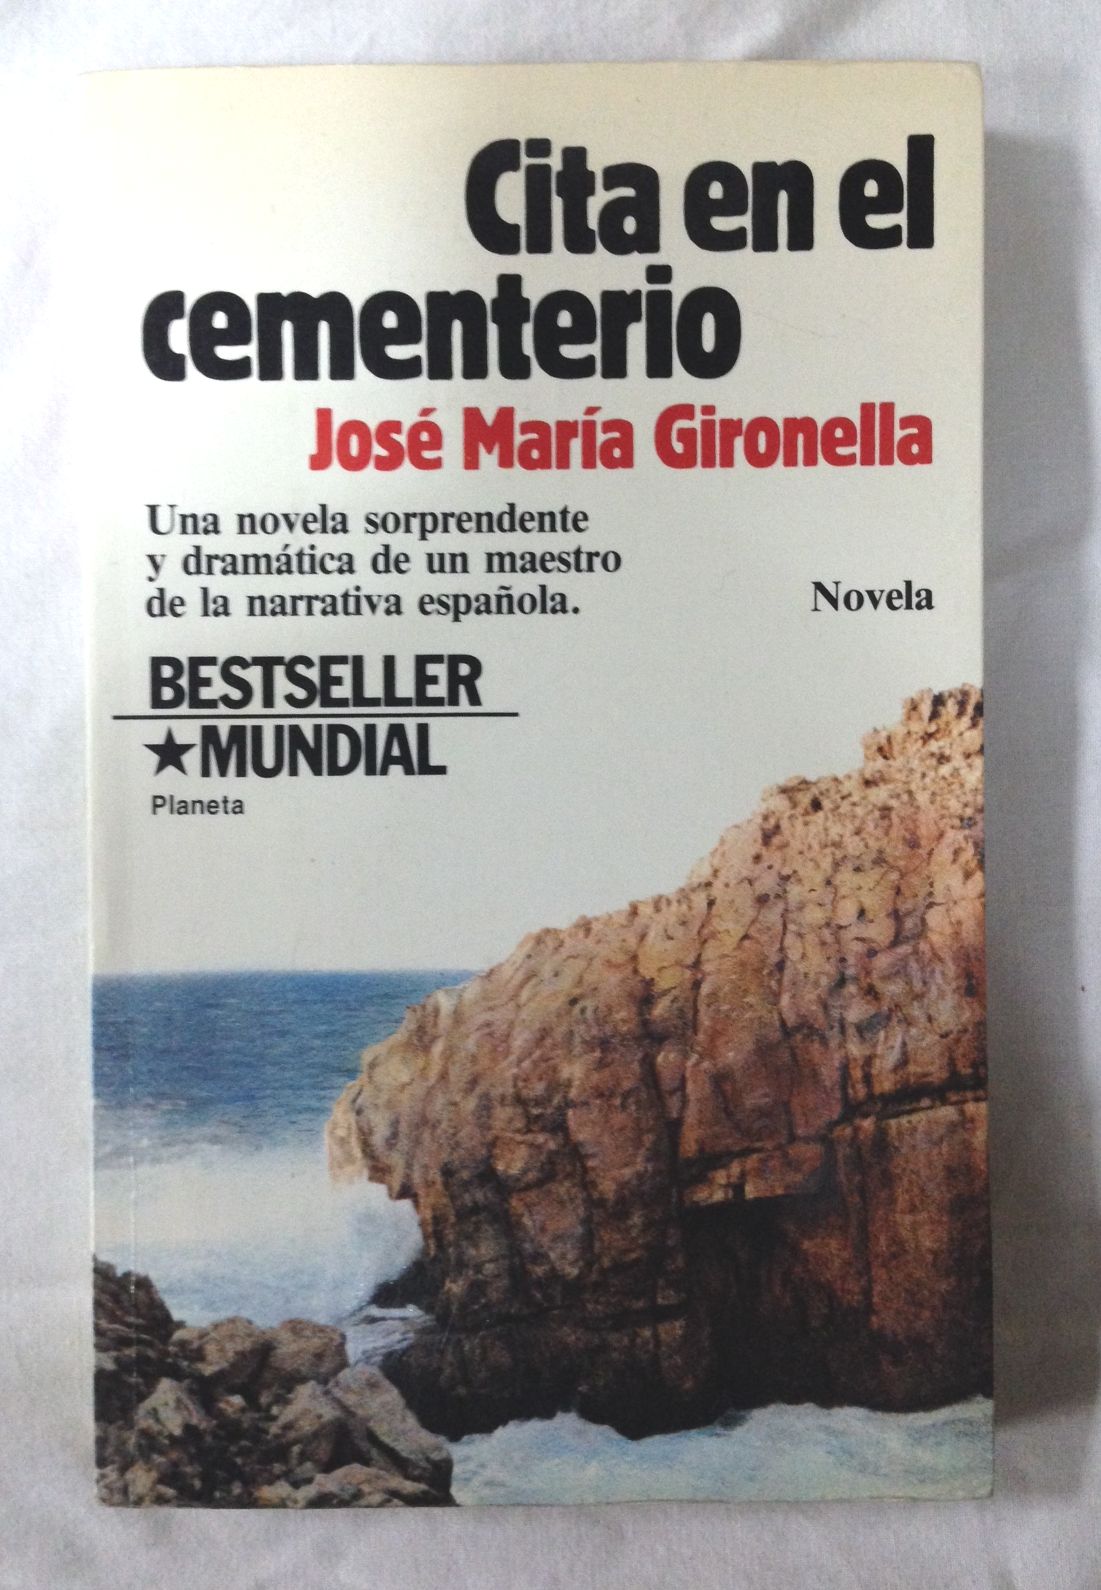 Cita en el
cementerio
José María Gironella
Una novela sorprendente
y dramática de un maestro
de la narrativa española.
Novela
BESTSELLER
★MUNDIAL
Planeta